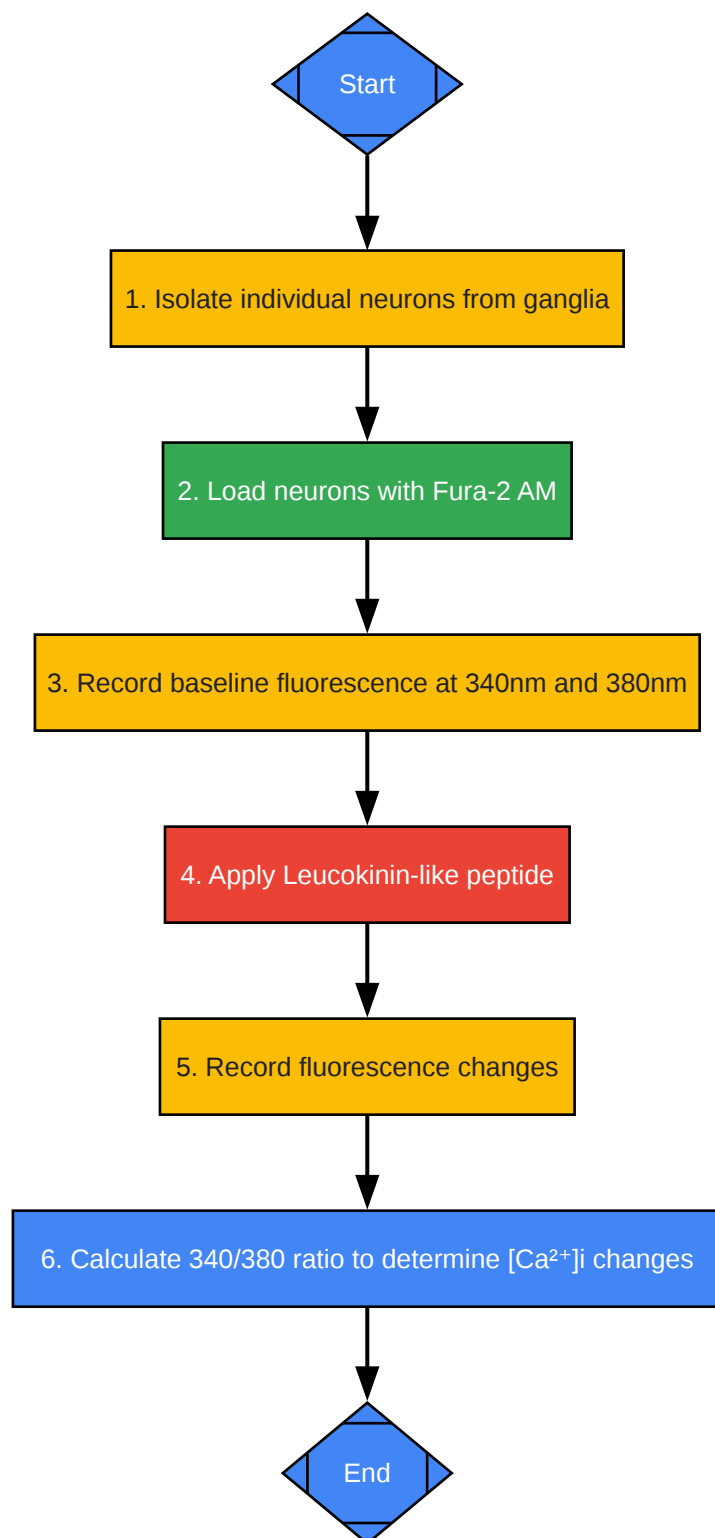 Start
1. Isolate individual neurons from ganglia
2. Load neurons with Fura-2 AM
3. Record baseline fluorescence at 340nm and 380nm
4. Apply Leucokinin-like peptide
5. Record fluorescence changes
6. Calculate 340/380 ratio to determine [Ca²⁺]i changes
End